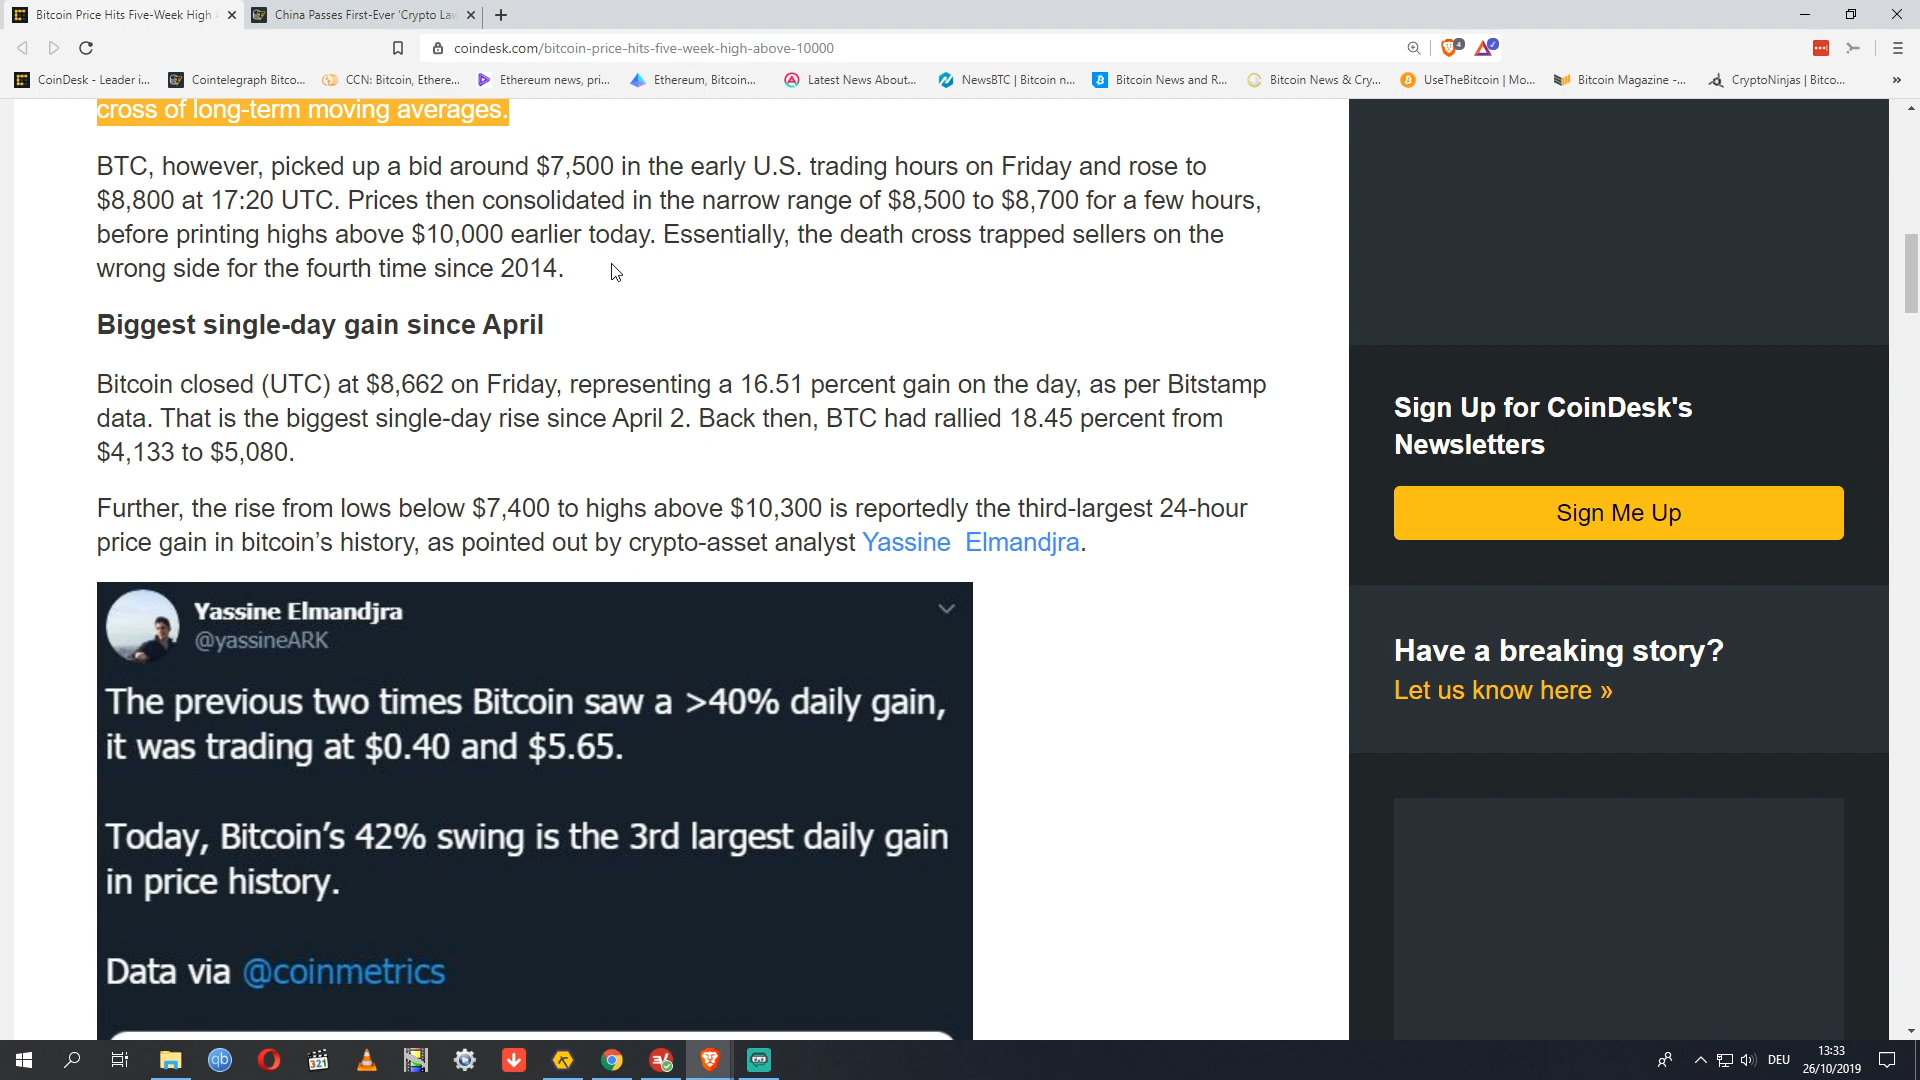 Bitcoin Price Hits Five-Week High
China Passes First-Ever 'Crypto La
coindesk.com/bitcoin-price-hits-five-week-high-above-10000
4
CoinDesk - Leader i...
Cointelegraph Bitco...
CCN: Bitcoin, Ethere...
Ethereum news, pri...
Ethereum, Bitcoin...
Latest News About...
NewsBTC | Bitcoin n...
Bitcoin News and R...
Bitcoin News & Cry...
UseTheBitcoin | Mo...
Bitcoin Magazine -...
CryptoNinjas | Bitco...
»
cross of long-term moving averages.
BTC, however, picked up a bid around $7,500 in the early U.S. trading hours on Friday and rose to
$8,800 at 17:20 UTC. Prices then consolidated in the narrow range of $8,500 to $8,700 for a few hours,
before printing highs above $10,000 earlier today. Essentially, the death cross trapped sellers on the
wrong side for the fourth time since 2014.
Biggest single-day gain since April
Bitcoin closed (UTC) at $8,662 on Friday, representing a 16.51 percent gain on the day, as per Bitstamp
data. That is the biggest single-day rise since April 2. Back then, BTC had rallied 18.45 percent from
$4,133 to $5,080.
Further, the rise from lows below $7,400 to highs above $10,300 is reportedly the third-largest 24-hour
price gain in bitcoin’s history, as pointed out by crypto-asset analyst Yassine Elmandjra.
Yassine Elmandjra
@yassineARK
The previous two times Bitcoin saw a >40% daily gain,
it was trading at $0.40 and $5.65.
Today, Bitcoin’s 42% swing is the 3rd largest daily gain
in price history.
Data via @coinmetrics
Sign Up for CoinDesk's
Newsletters
Sign Me Up
Have a breaking story?
Let us know here »
qb
321
DEU
13:33
26/10/2019